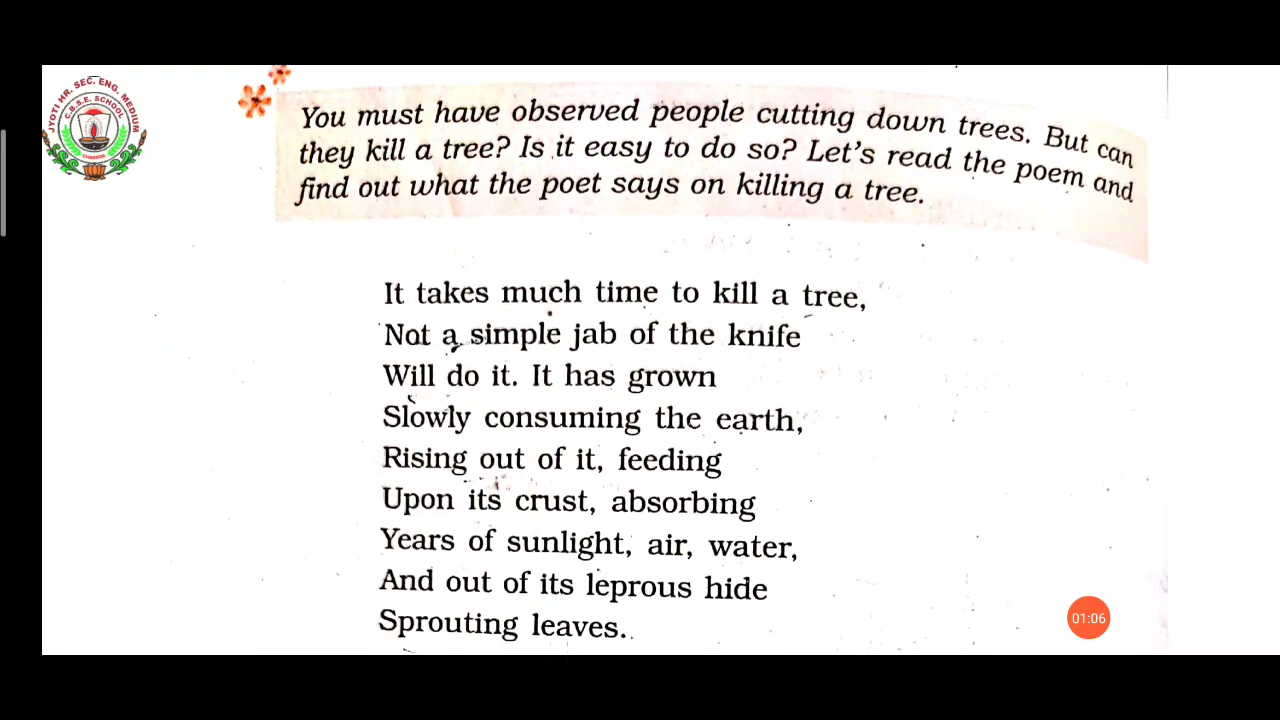 JYOTI HR. SEC. ENG. MEDIUM
C.B.S.E. SCHOOL
You must have observed people cutting down trees. But can
they kill a tree? Is it easy to do so? Let's read the poem and
find out what the poet says on killing a tree.
It takes much time to kill a tree,
Not a simple jab of the knife
Will do it. It has grown
Slowly consuming the earth,
Rising out of it, feeding
Upon its crust, absorbing
Years of sunlight, air, water,
And out of its leprous hide
Sprouting leaves.
01:06